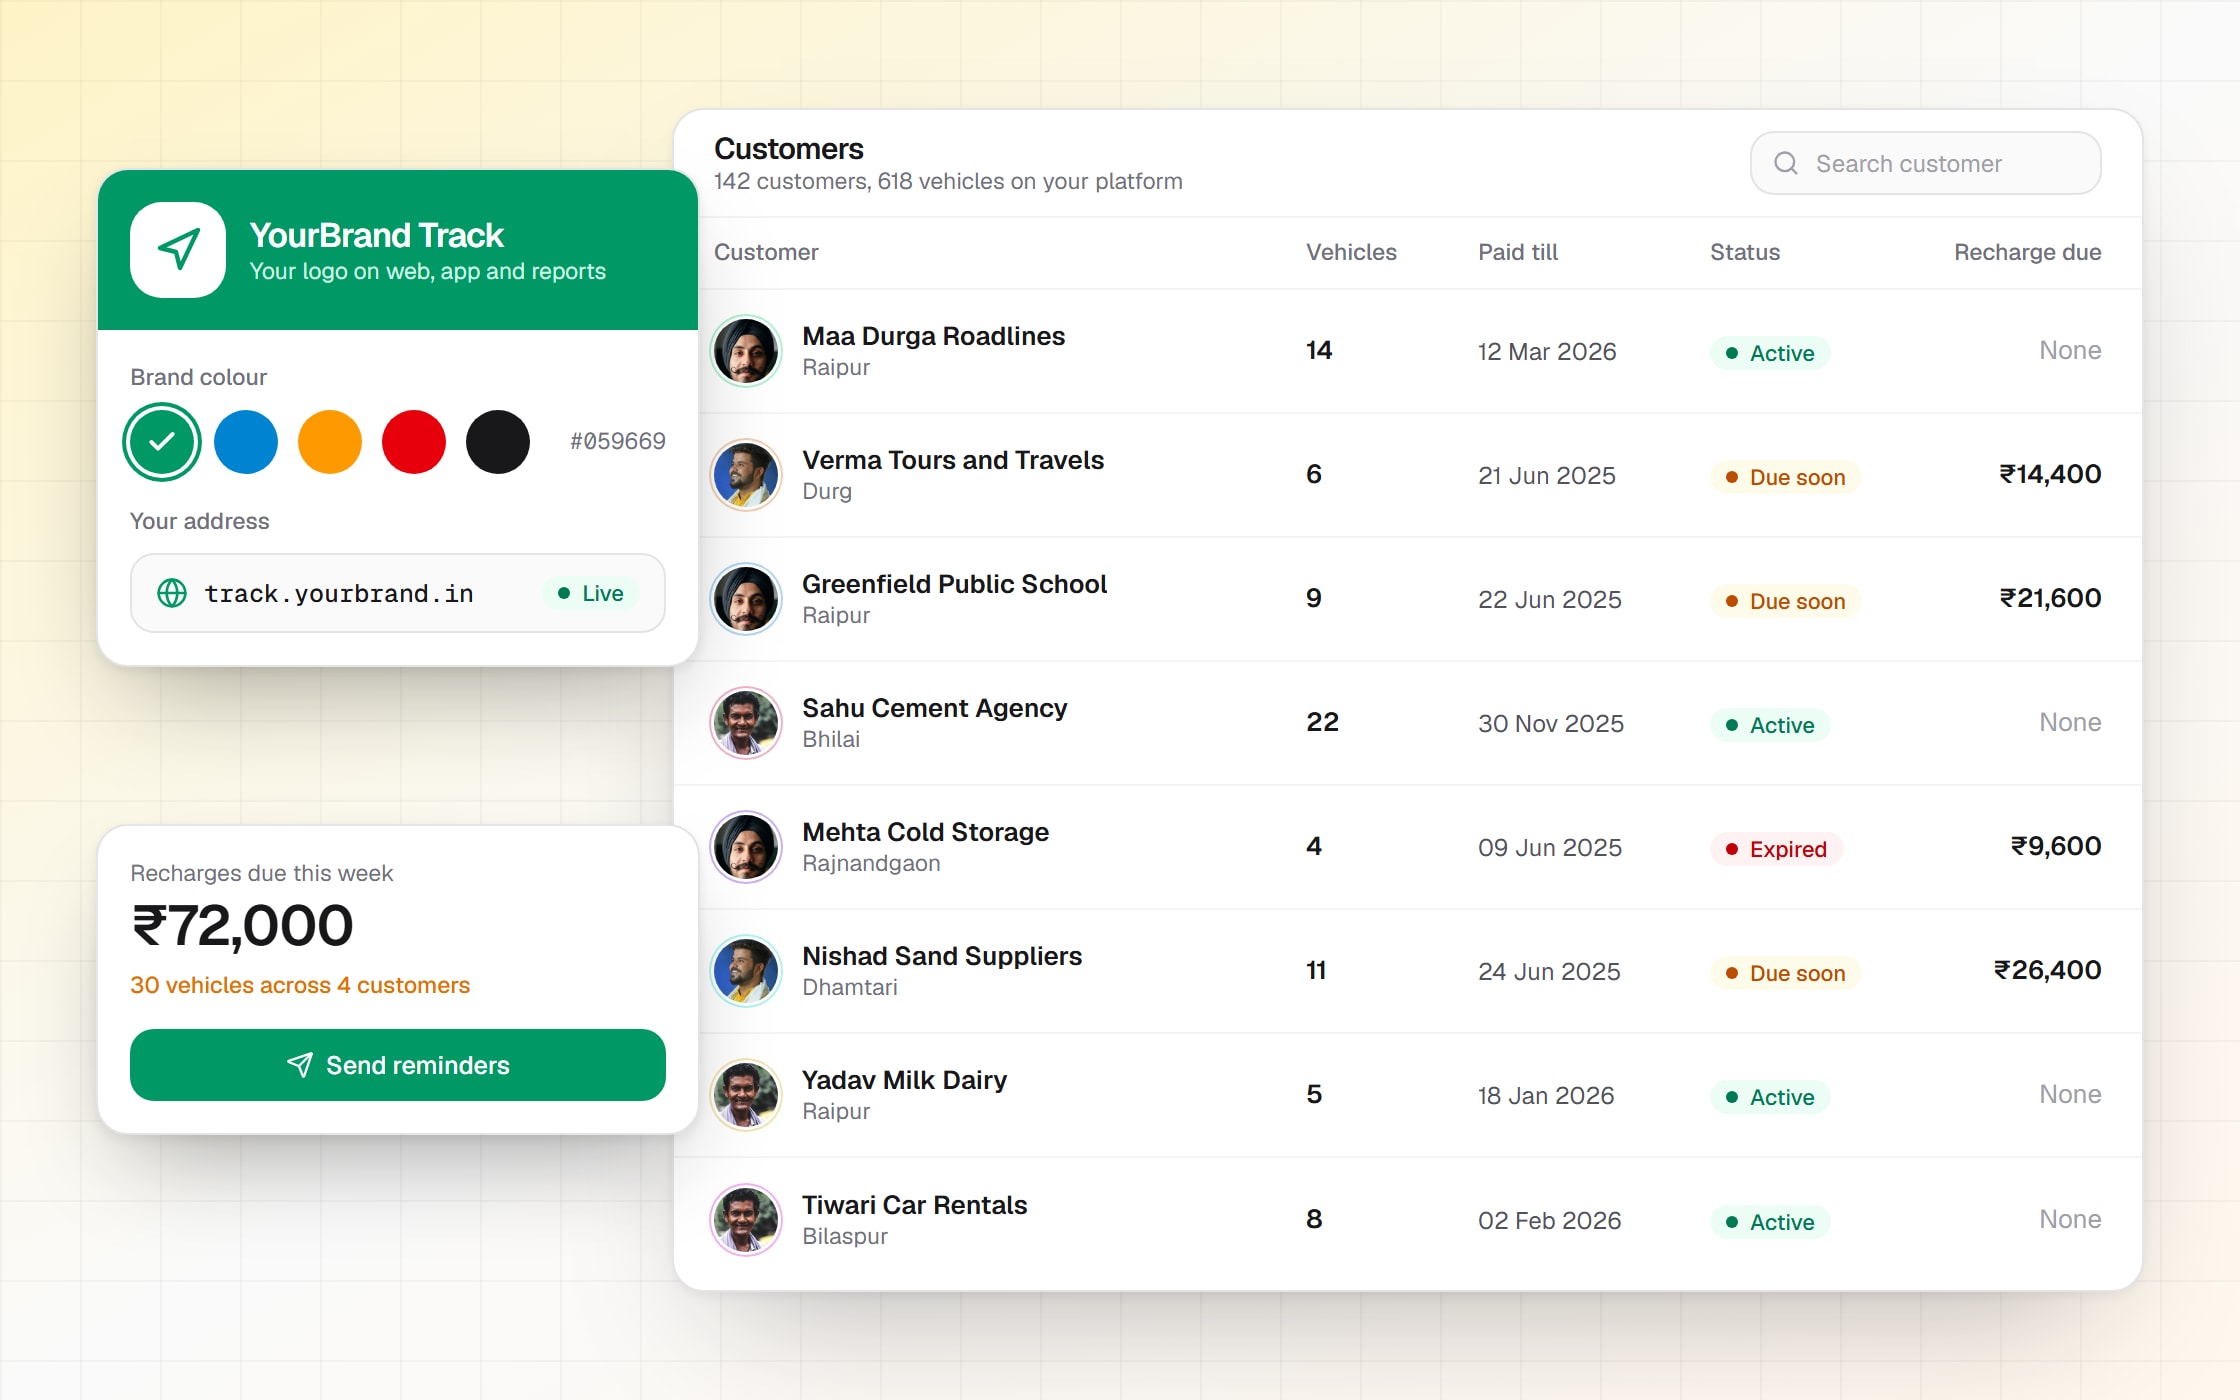 YourBrand Track
Your logo on web, app and reports
Brand colour
#059669
Your address
track.yourbrand.in
Live
Recharges due this week
₹72,000
30 vehicles across 4 customers
Send reminders
Customers
142 customers, 618 vehicles on your platform
Search customer
Customer Vehicles Paid till Status Recharge due
Maa Durga Roadlines
Raipur
14 12 Mar 2026 Active None
Verma Tours and Travels
Durg
6 21 Jun 2025 Due soon ₹14,400
Greenfield Public School
Raipur
9 22 Jun 2025 Due soon ₹21,600
Sahu Cement Agency
Bhilai
22 30 Nov 2025 Active None
Mehta Cold Storage
Rajnandgaon
4 09 Jun 2025 Expired ₹9,600
Nishad Sand Suppliers
Dhamtari
11 24 Jun 2025 Due soon ₹26,400
Yadav Milk Dairy
Raipur
5 18 Jan 2026 Active None
Tiwari Car Rentals
Bilaspur
8 02 Feb 2026 Active None